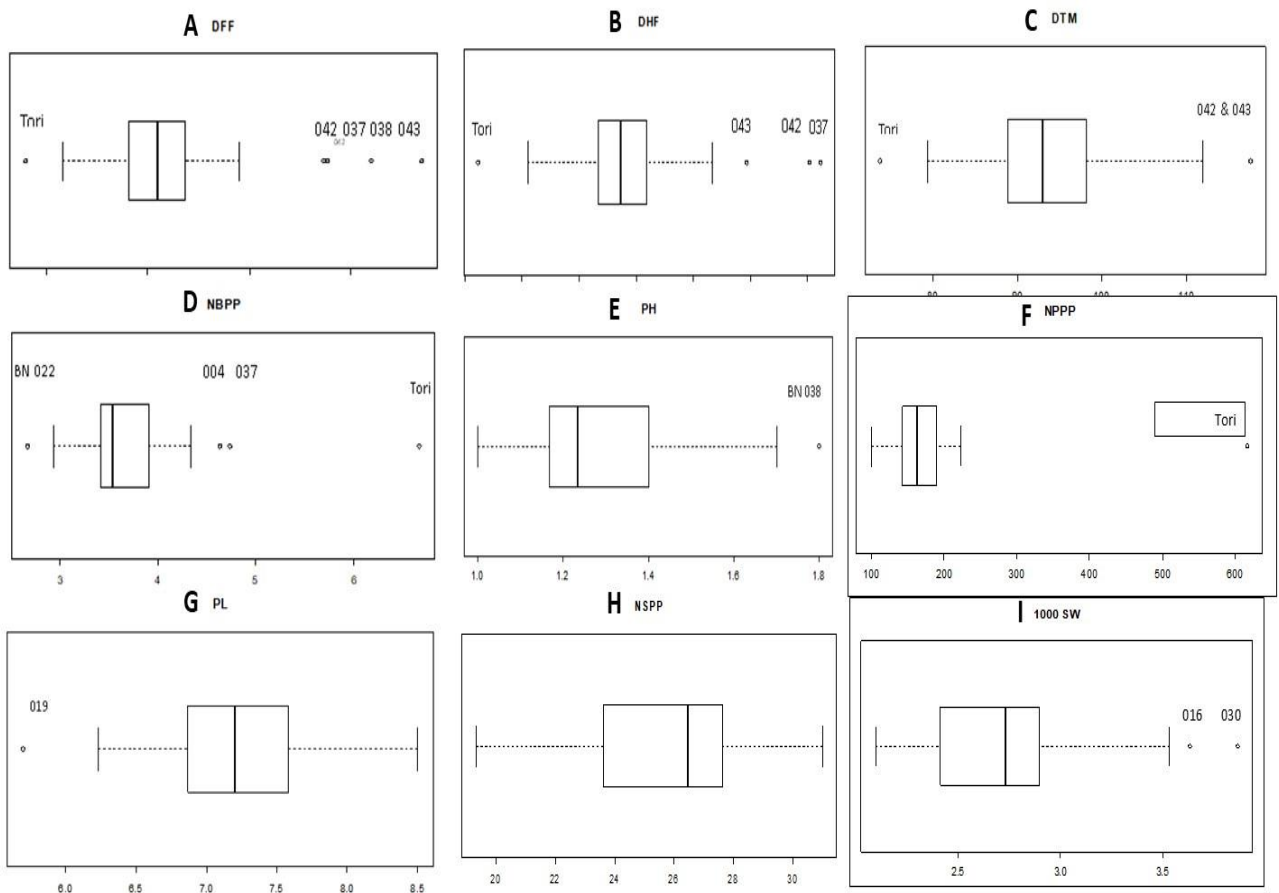 A DFF
Tnri
042 037 038 043
B DHF
Tori
043 042 037
C DTM
Tnri
042 & 043
80 90 100 110
D NBPP
BN 022
004 037
Tori
3 4 5 6
E PH
BN 038
1.0 1.2 1.4 1.6 1.8
F NPPP
Tori
100 200 300 400 500 600
G PL
019
6.0 6.5 7.0 7.5 8.0 8.5
H NSPP
20 22 24 26 28 30
I 1000 SW
016 030
2.5 3.5